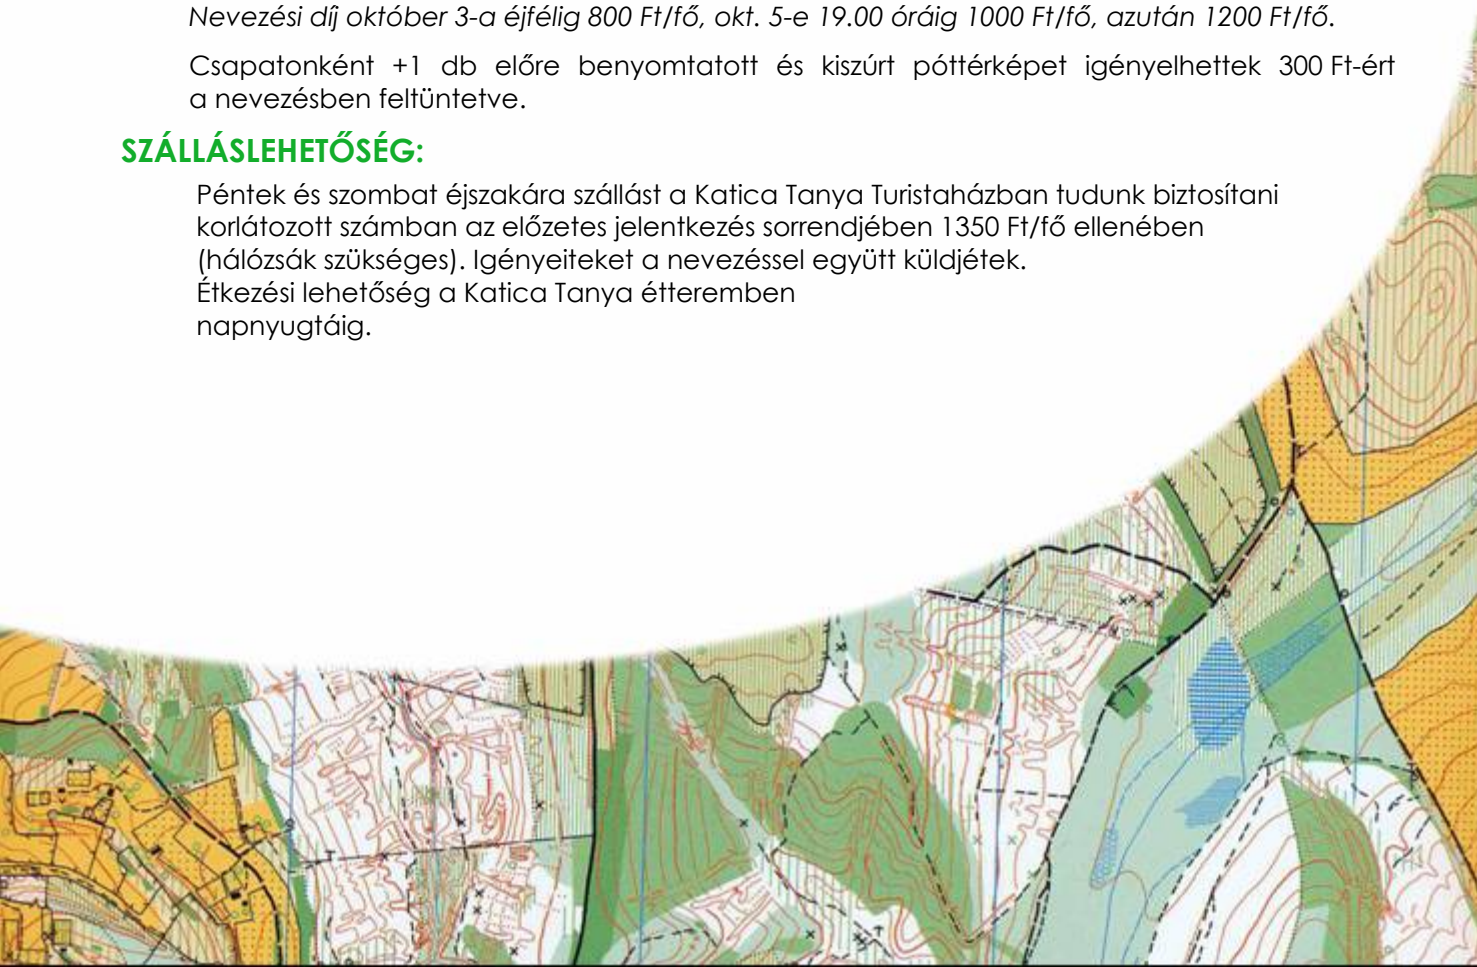 Nevezési díj október 3-a éjfélig 800 Ft/fő, okt. 5-e 19.00 óráig 1000 Ft/fő, azután 1200 Ft/fő.
Csapatonként +1 db előre benyomtatott és kiszúrt póttérképet igényelhettek 300 Ft-ért
a nevezésben feltüntetve.
SZÁLLÁSLEHETŐSÉG:
Péntek és szombat éjszakára szállást a Katica Tanya Turistaházban tudunk biztosítani
korlátozott számban az előzetes jelentkezés sorrendjében 1350 Ft/fő ellenében
(hálózsák szükséges). Igényeiteket a nevezéssel együtt küldjétek.
Étkezési lehetőség a Katica Tanya étteremben
napnyugtáig.